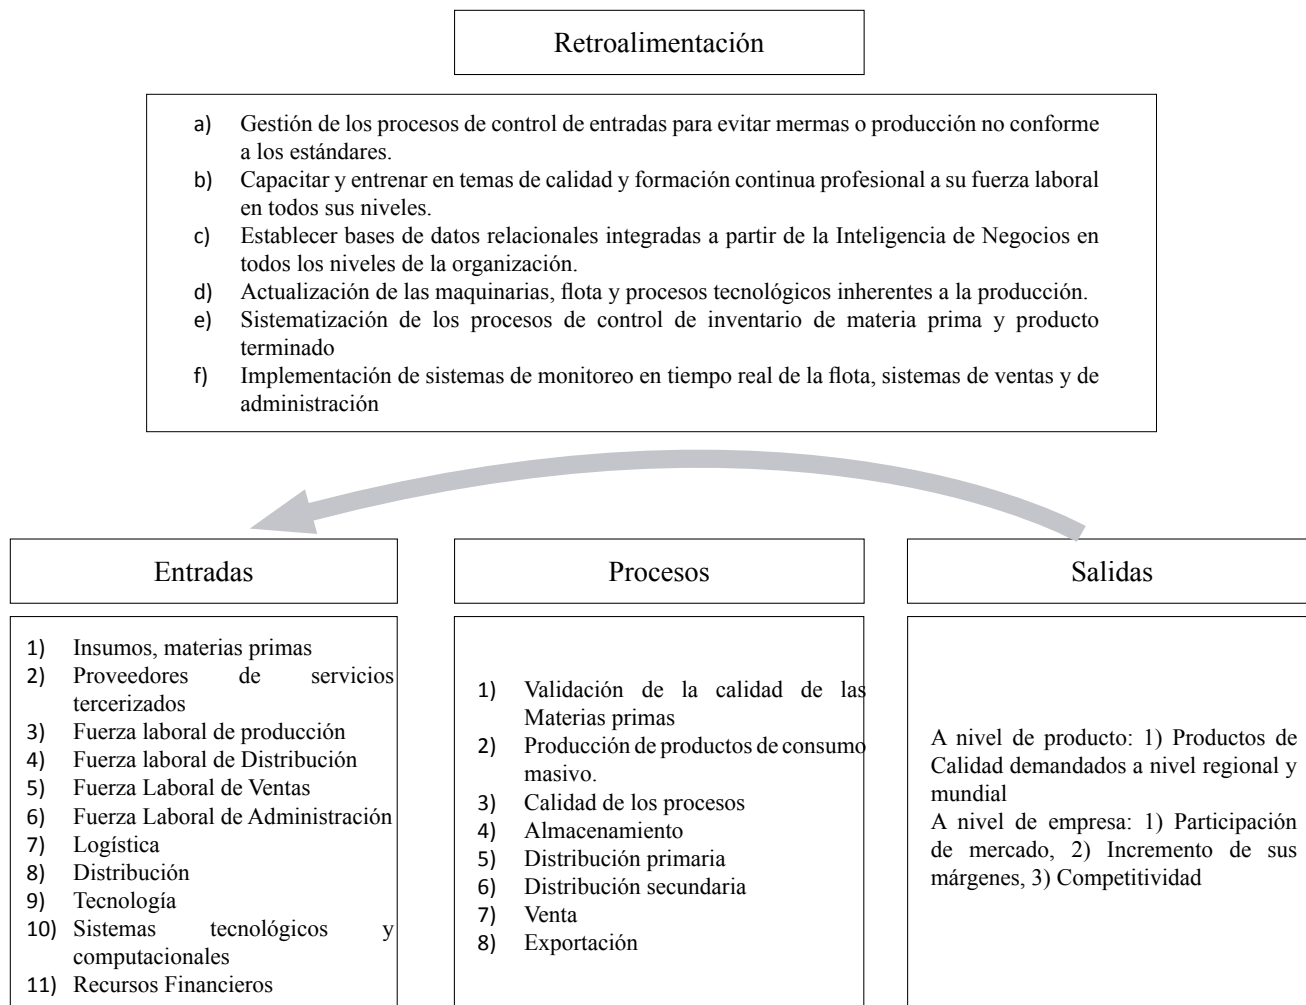 Retroalimentación
a) Gestión de los procesos de control de entradas para evitar mermas o producción no conforme
a los estándares.
b) Capacitar y entrenar en temas de calidad y formación continua profesional a su fuerza laboral
en todos sus niveles.
c) Establecer bases de datos relacionales integradas a partir de la Inteligencia de Negocios en
todos los niveles de la organización.
d) Actualización de las maquinarias, flota y procesos tecnológicos inherentes a la producción.
e) Sistematización de los procesos de control de inventario de materia prima y producto
terminado
f) Implementación de sistemas de monitoreo en tiempo real de la flota, sistemas de ventas y de
administración
Entradas
1) Insumos, materias primas
2) Proveedores de servicios
tercerizados
3) Fuerza laboral de producción
4) Fuerza laboral de Distribución
5) Fuerza Laboral de Ventas
6) Fuerza Laboral de Administración
7) Logística
8) Distribución
9) Tecnología
10) Sistemas tecnológicos y
computacionales
11) Recursos Financieros
Procesos
1) Validación de la calidad de las
Materias primas
2) Producción de productos de consumo
masivo.
3) Calidad de los procesos
4) Almacenamiento
5) Distribución primaria
6) Distribución secundaria
7) Venta
8) Exportación
Salidas
A nivel de producto: 1) Productos de
Calidad demandados a nivel regional y
mundial
A nivel de empresa: 1) Participación
de mercado, 2) Incremento de sus
márgenes, 3) Competitividad